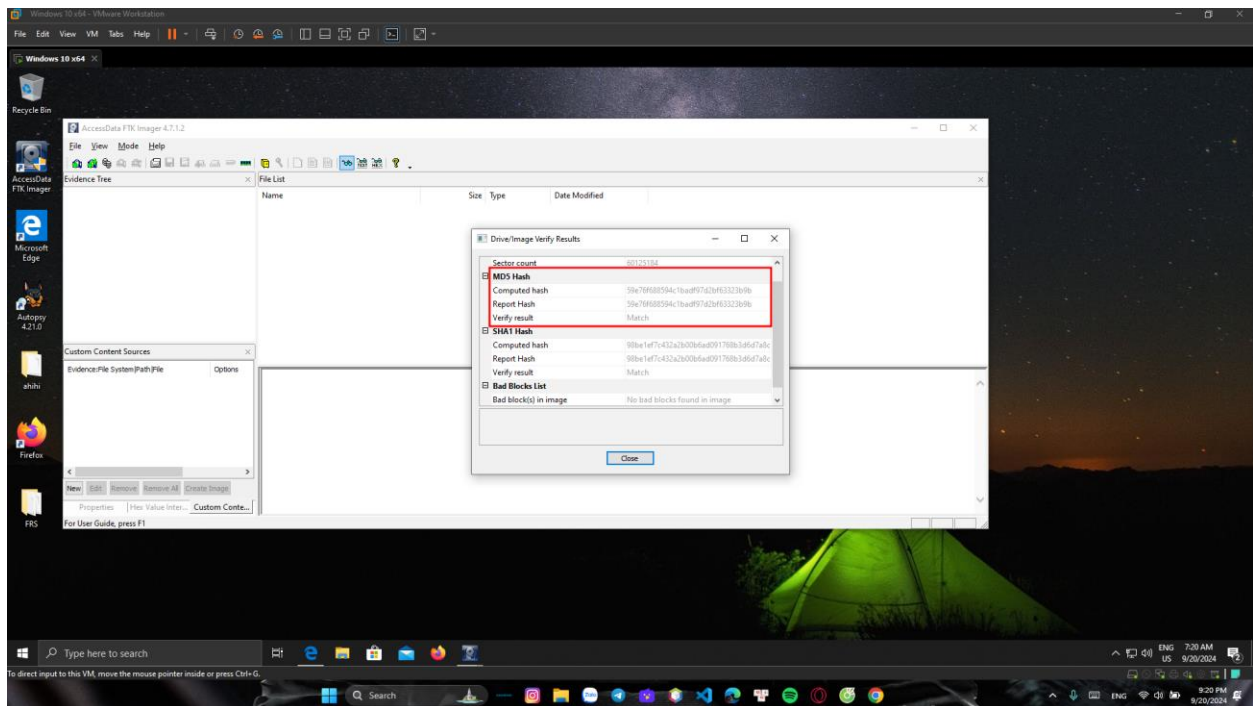 Windows 10 x64 - VMware Workstation
File Edit View VM Tabs Help
Windows 10 x64
Recycle Bin
AccessData FTK Imager 4.7.1.2
File View Mode Help
AccessData FTK Imager
Evidence Tree
File List
Name Size Type Date Modified
Microsoft Edge
Drive/Image Verify Results
Sector count 60125184
MD5 Hash
Computed hash 59e76f688594c1badf97d2bf63323b9b
Report Hash 59e76f688594c1badf97d2bf63323b9b
Verify result Match
SHA1 Hash
Computed hash 98be1ef7c432a2b00b6ad091768b3d6d7a8c
Report Hash 98be1ef7c432a2b00b6ad091768b3d6d7a8c
Verify result Match
Bad Blocks List
Bad block(s) in image No bad blocks found in image
Close
Autopsy 4.21.0
Custom Content Sources
Evidence:File System|Path|File Options
ahihi
Firefox
New Edit Remove Remove All Create Image
Properties Hex Value Inter... Custom Conte...
FRS
For User Guide, press F1
Type here to search
ENG US
7:20 AM
9/20/2024
To direct input to this VM, move the mouse pointer inside or press Ctrl+G.
Search
ENG
9:20 PM
9/20/2024